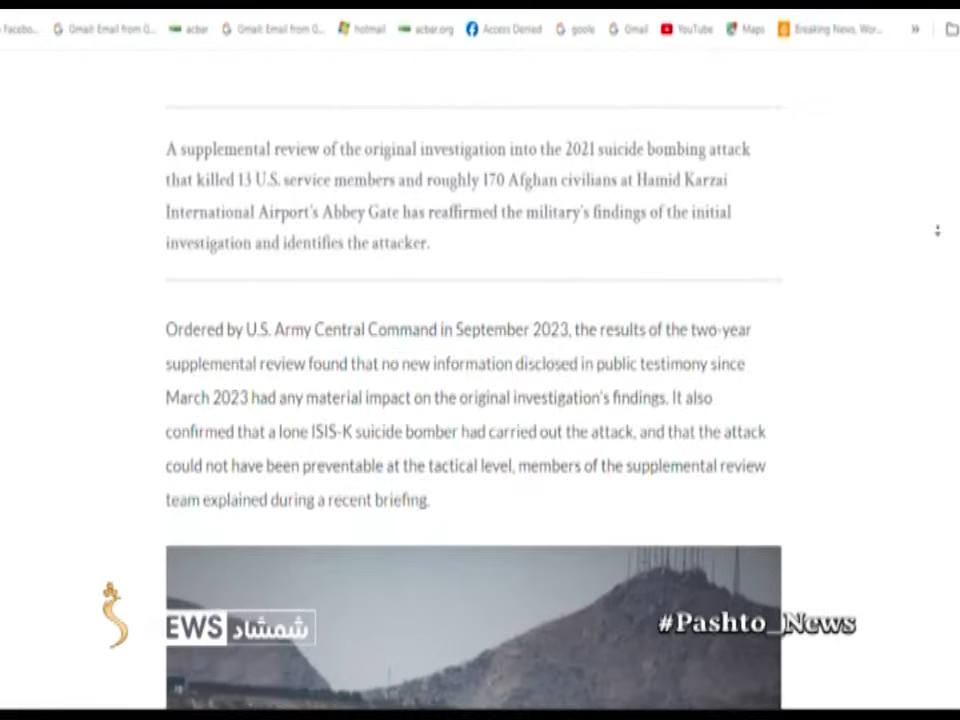 Facebo...
Gmail: Email from G...
acbar
Gmail: Email from G...
hotmail
acbar.org
Access Denied
goole
Gmail
YouTube
Maps
Breaking News, Wor...
»
A supplemental review of the original investigation into the 2021 suicide bombing attack
that killed 13 U.S. service members and roughly 170 Afghan civilians at Hamid Karzai
International Airport's Abbey Gate has reaffirmed the military's findings of the initial
investigation and identifies the attacker.
Ordered by U.S. Army Central Command in September 2023, the results of the two-year
supplemental review found that no new information disclosed in public testimony since
March 2023 had any material impact on the original investigation's findings. It also
confirmed that a lone ISIS-K suicide bomber had carried out the attack, and that the attack
could not have been preventable at the tactical level, members of the supplemental review
team explained during a recent briefing.
EWS شمشاد
#Pashto_News